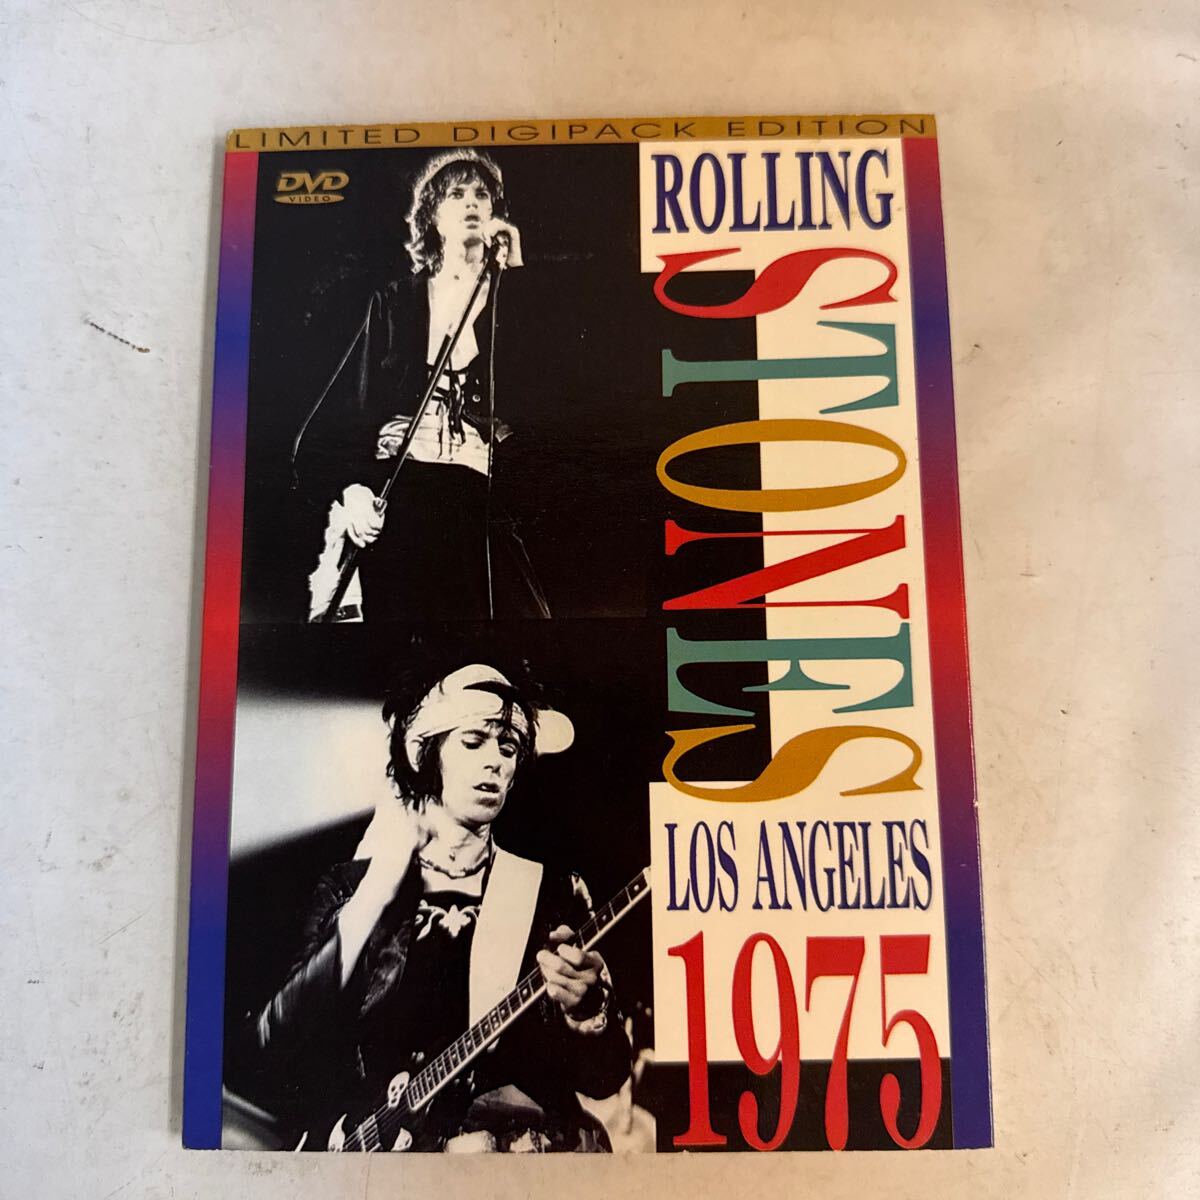 LIMITED DIGIPACK EDITION
DVD
VIDEO
ROLLING
STONES
LOS ANGELES
1975